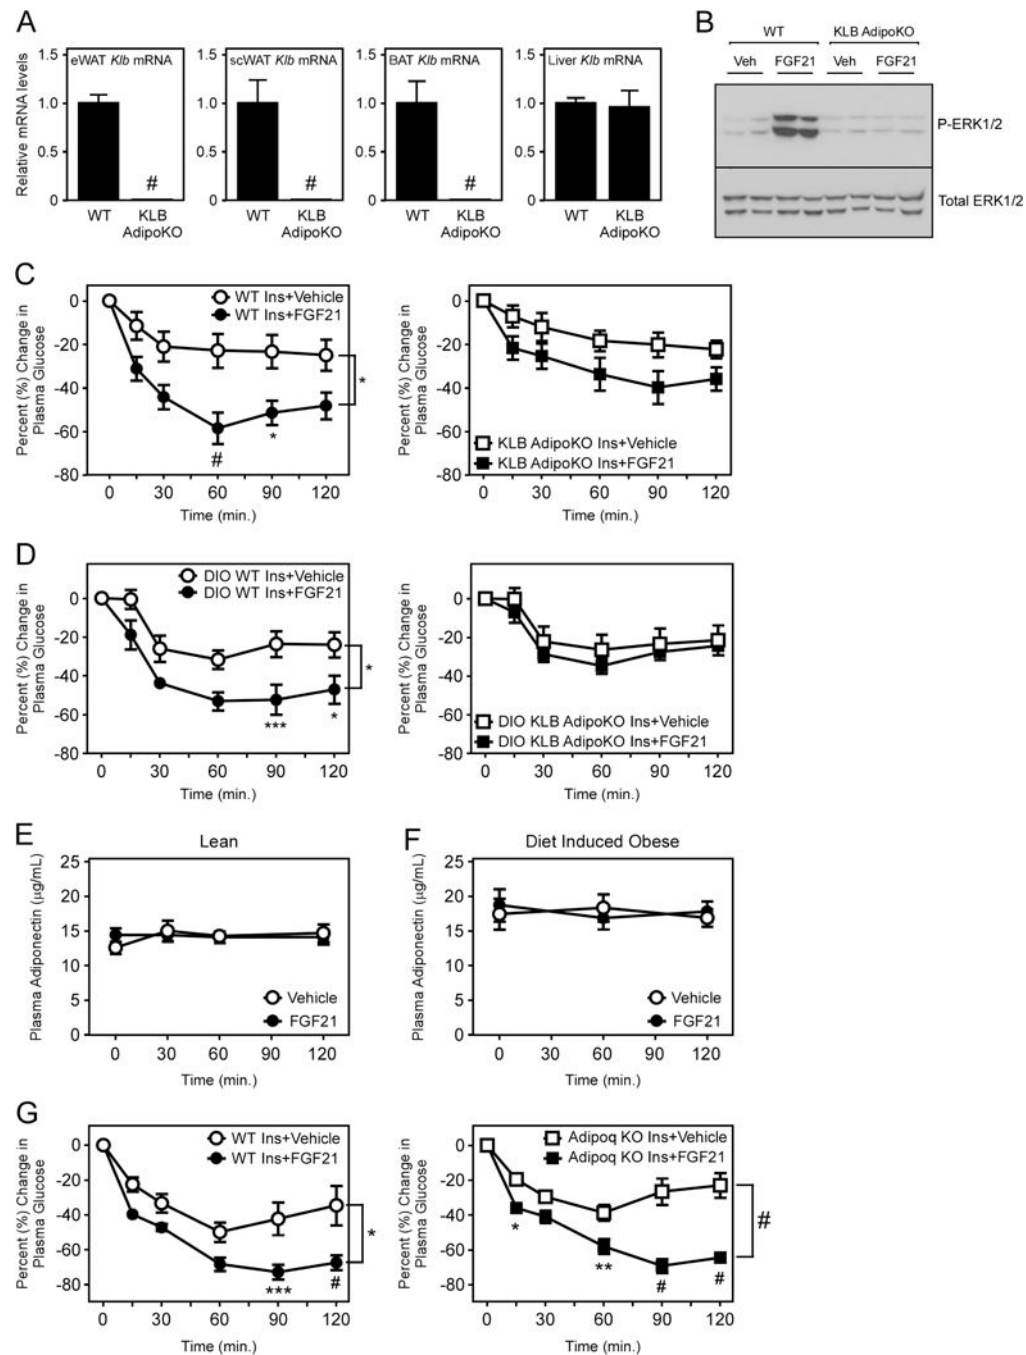 A
Relative mRNA levels
eWAT Klb mRNA
1.5
1.0
0.5
0
#
WT
KLB
AdipoKO
scWAT Klb mRNA
1.5
1.0
0.5
0
#
WT
KLB
AdipoKO
BAT Klb mRNA
1.5
1.0
0.5
0
#
WT
KLB
AdipoKO
Liver Klb mRNA
1.5
1.0
0.5
0
WT
KLB
AdipoKO
B
WT KLB AdipoKO
Veh FGF21 Veh FGF21
P-ERK1/2
Total ERK1/2
C
Percent (%) Change in
Plasma Glucose
0
-20
-40
-60
-80
WT Ins+Vehicle
WT Ins+FGF21
*
*
#
0 30 60 90 120
Time (min.)
Percent (%) Change in
Plasma Glucose
0
-20
-40
-60
-80
KLB AdipoKO Ins+Vehicle
KLB AdipoKO Ins+FGF21
0 30 60 90 120
Time (min.)
D
Percent (%) Change in
Plasma Glucose
0
-20
-40
-60
-80
DIO WT Ins+Vehicle
DIO WT Ins+FGF21
*
*** *
0 30 60 90 120
Time (min.)
Percent (%) Change in
Plasma Glucose
0
-20
-40
-60
-80
DIO KLB AdipoKO Ins+Vehicle
DIO KLB AdipoKO Ins+FGF21
0 30 60 90 120
Time (min.)
E
Lean
Plasma Adiponectin (µg/mL)
25
20
15
10
5
0
Vehicle
FGF21
0 30 60 90 120
Time (min.)
F
Diet Induced Obese
Plasma Adiponectin (µg/mL)
25
20
15
10
5
0
Vehicle
FGF21
0 30 60 90 120
Time (min.)
G
Percent (%) Change in
Plasma Glucose
0
-20
-40
-60
-80
WT Ins+Vehicle
WT Ins+FGF21
*
*** #
0 30 60 90 120
Time (min.)
Percent (%) Change in
Plasma Glucose
0
-20
-40
-60
-80
Adipoq KO Ins+Vehicle
Adipoq KO Ins+FGF21
#
*
** # #
0 30 60 90 120
Time (min.)